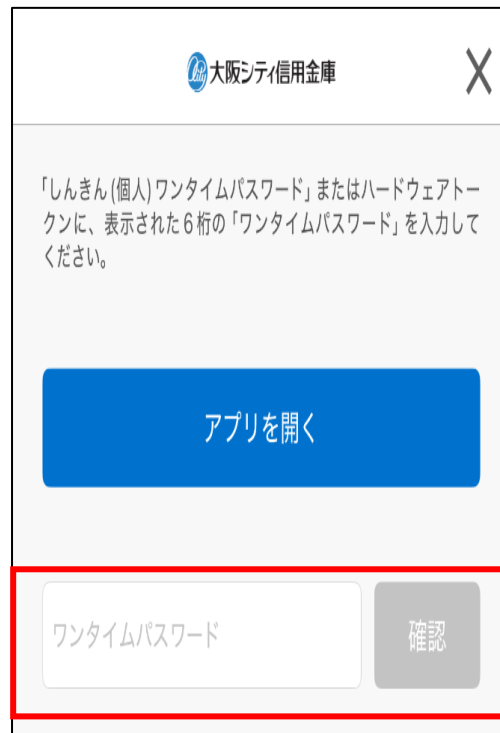 City 大阪シティ信用金庫
「しんきん(個人)ワンタイムパスワード」またはハードウェアトー
クンに、表示された6桁の「ワンタイムパスワード」を入力して
ください。
アプリを開く
ワンタイムパスワード 確認